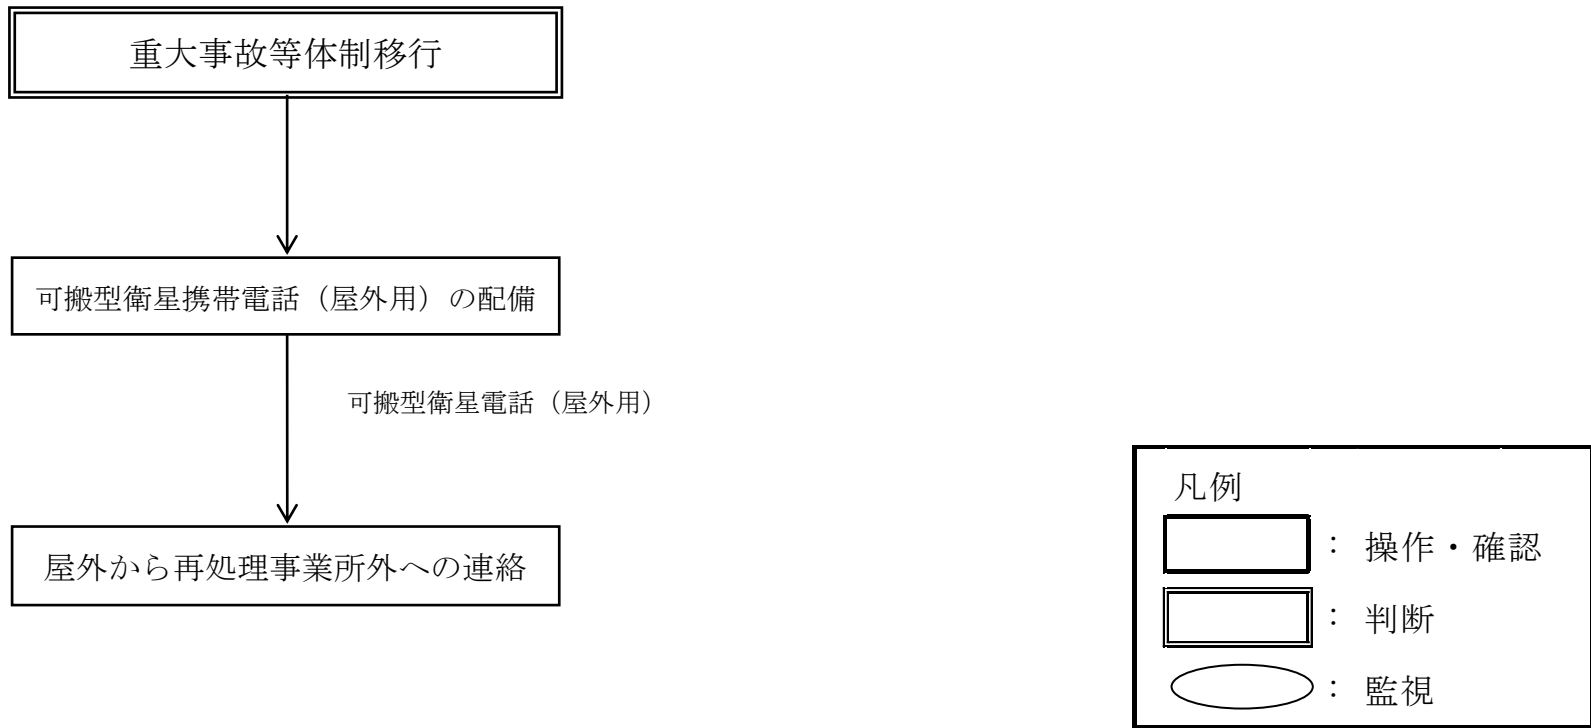 重大事故等体制移行
可搬型衛星携帯電話（屋外用）の配備
可搬型衛星電話（屋外用）
屋外から再処理事業所外への連絡
凡例
： 操作・確認
： 判断
： 監視